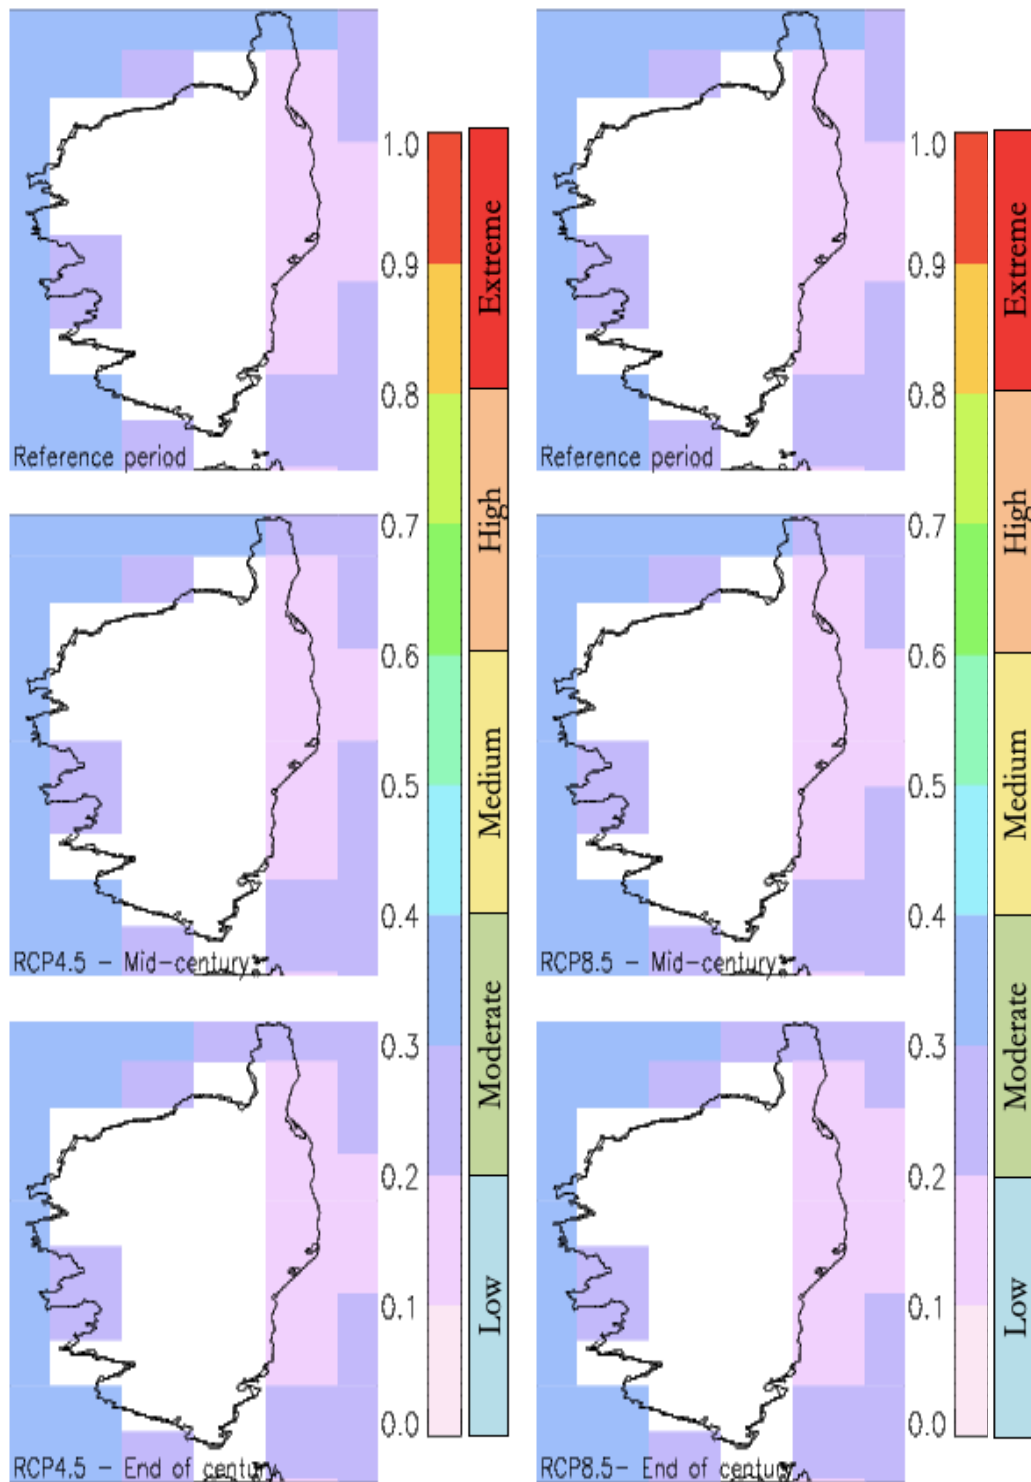 1.0
0.9
0.8
0.7
0.6
0.5
0.4
0.3
0.2
0.1
0.0
Extreme
High
Medium
Moderate
Low
Reference period
RCP4.5 - Mid-century
RCP4.5 - End of century
1.0
0.9
0.8
0.7
0.6
0.5
0.4
0.3
0.2
0.1
0.0
Extreme
High
Medium
Moderate
Low
Reference period
RCP8.5 - Mid-century
RCP8.5- End of century